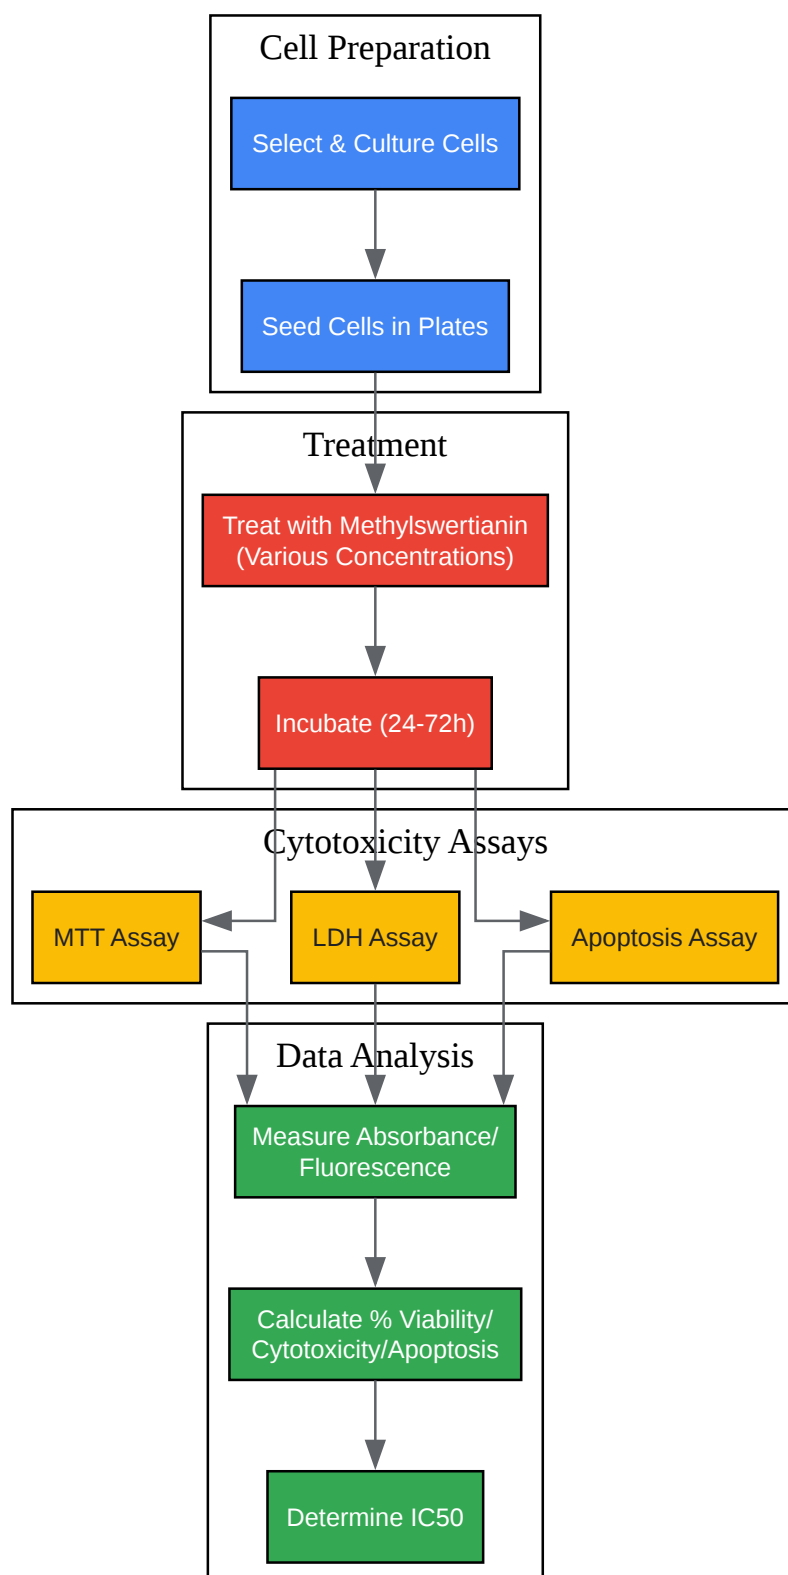 Cell Preparation
Select & Culture Cells
Seed Cells in Plates
Treatment
Treat with Methylswertianin
(Various Concentrations)
Incubate (24-72h)
Cytotoxicity Assays
MTT Assay
LDH Assay
Apoptosis Assay
Data Analysis
Measure Absorbance/
Fluorescence
Calculate % Viability/
Cytotoxicity/Apoptosis
Determine IC50